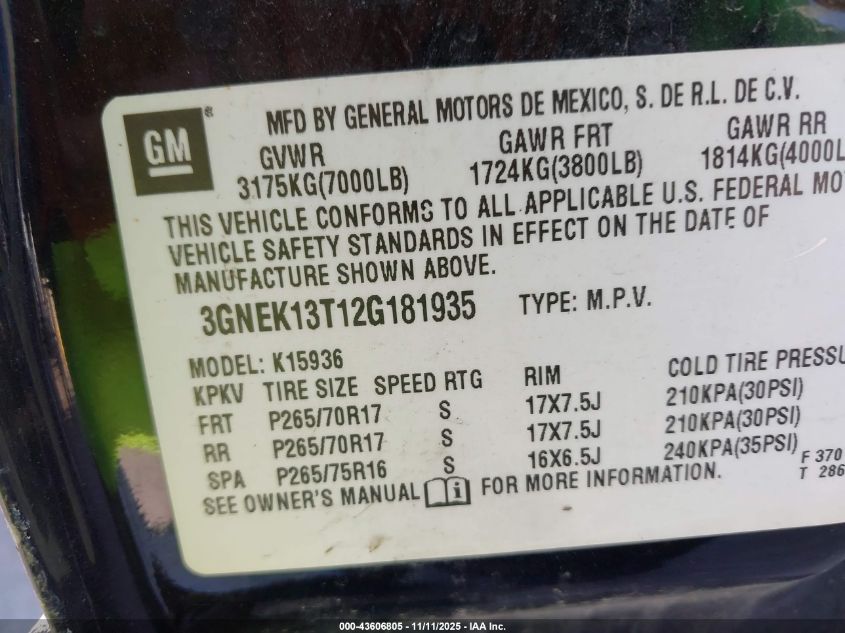 GM®
MFD BY GENERAL MOTORS DE MEXICO, S. DE R.L. DE C.V.
GVWR GAWR FRT GAWR RR
3175KG(7000LB) 1724KG(3800LB) 1814KG(4000L
THIS VEHICLE CONFORMS TO ALL APPLICABLE U.S. FEDERAL MO
VEHICLE SAFETY STANDARDS IN EFFECT ON THE DATE OF
MANUFACTURE SHOWN ABOVE.
3GNEK13T12G181935 TYPE: M.P.V.
MODEL: K15936
KPKV TIRE SIZE SPEED RTG RIM COLD TIRE PRESSU
FRT P265/70R17 S 17X7.5J 210KPA(30PSI)
RR P265/70R17 S 17X7.5J 210KPA(30PSI)
SPA P265/75R16 S 16X6.5J 240KPA(35PSI)
F 370
T 286
SEE OWNER'S MANUAL i FOR MORE INFORMATION.
000-43606805 - 11/11/2025 - IAA Inc.